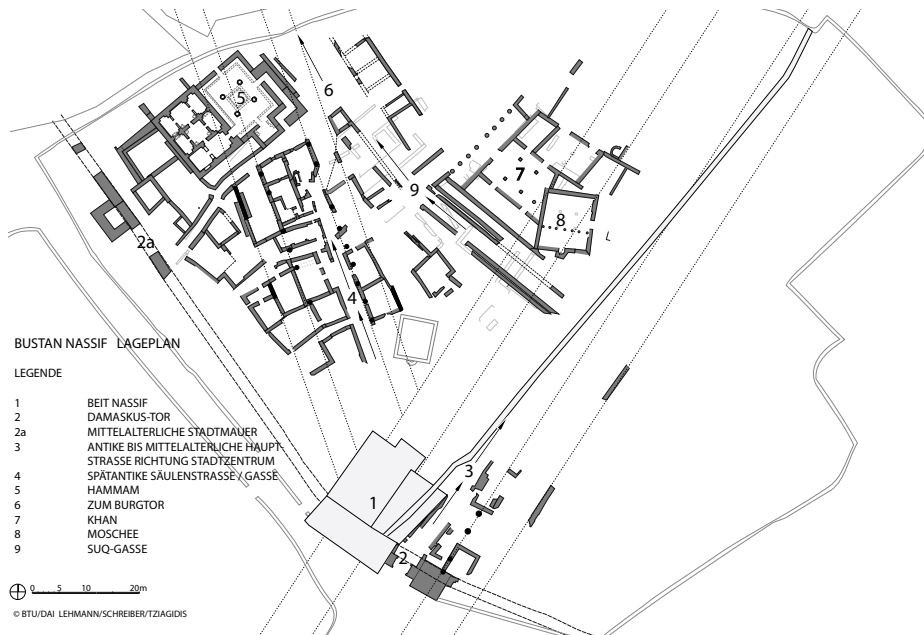 5
6
7
9
8
2a
L
4
BUSTAN NASSIF LAGEPLAN
LEGENDE
1 BEIT NASSIF
2 DAMASKUS-TOR
2a MITTELALTERLICHE STADTMAUER
3 ANTIKE BIS MITTELALTERLICHE HAUPT
STRASSE RICHTUNG STADTZENTRUM
4 SPÄTANTIKE SÄULENSTRASSE / GASSE
5 HAMMAM
6 ZUM BURGTOR
7 KHAN
8 MOSCHEE
9 SUQ-GASSE
3
1
2
0 5 10 20m
© BTU/DAI LEHMANN/SCHREIBER/TZIAGIDIS